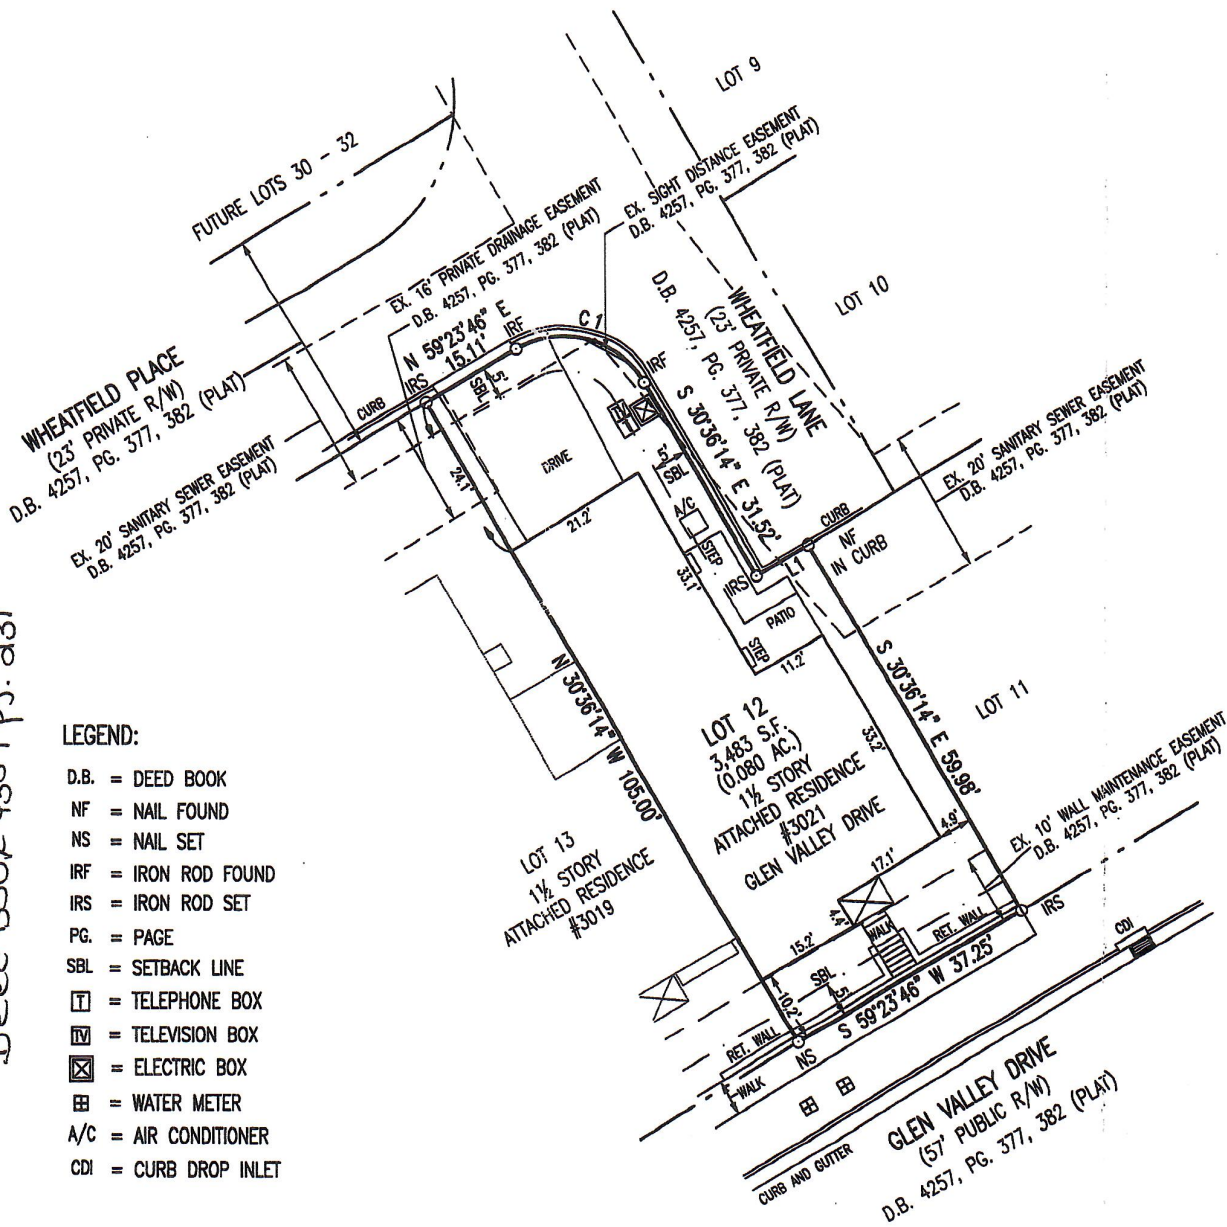 LOT 9
FUTURE LOTS 30 - 32
EX. SIGHT DISTANCE EASEMENT
D.B. 4257, PG. 377, 382 (PLAT)
EX. 16' PRIVATE DRAINAGE EASEMENT
D.B. 4257, PG. 377, 382 (PLAT)
LOT 10
WHEATFIELD LANE
(23' PRIVATE R/W)
D.B. 4257, PG. 377, 382 (PLAT)
C 1
IRF
N 59°23'46" E
15.11'
IRS
IRF
CURB
SBL
5'
WHEATFIELD PLACE
(23' PRIVATE R/W)
D.B. 4257, PG. 377, 382 (PLAT)
EX. 20' SANITARY SEWER EASEMENT
D.B. 4257, PG. 377, 382 (PLAT)
S 30°36'14" E 31.52'
EX. 20' SANITARY SEWER EASEMENT
D.B. 4257, PG. 377, 382 (PLAT)
TV
T
DRIVE
24.1'
21.2'
5'
SBL
A/C
STEP
33.1'
CURB
NF
IN CURB
L1
IRS
PATIO
STEP
11.2'
N 30°36'14" W 105.00'
S 30°36'14" E 59.98'
LOT 11
LOT 12
3,483 S.F.
(0.080 AC.)
1½ STORY
ATTACHED RESIDENCE
#3021
GLEN VALLEY DRIVE
33.2'
LOT 13
1½ STORY
ATTACHED RESIDENCE
#3019
EX. 10' WALL MAINTENANCE EASEMENT
D.B. 4257, PG. 377, 382 (PLAT)
4.9'
17.1'
4.4'
15.2'
WALK
RET. WALL
IRS
CDI
SBL
5'
10.2'
S 59°23'46" W 37.25'
RET. WALL
NS
WALK
GLEN VALLEY DRIVE
(57' PUBLIC R/W)
D.B. 4257, PG. 377, 382 (PLAT)
CURB AND GUTTER
LEGEND:
D.B. = DEED BOOK
NF = NAIL FOUND
NS = NAIL SET
IRF = IRON ROD FOUND
IRS = IRON ROD SET
PG. = PAGE
SBL = SETBACK LINE
T = TELEPHONE BOX
TV = TELEVISION BOX
= ELECTRIC BOX
= WATER METER
A/C = AIR CONDITIONER
CDI = CURB DROP INLET